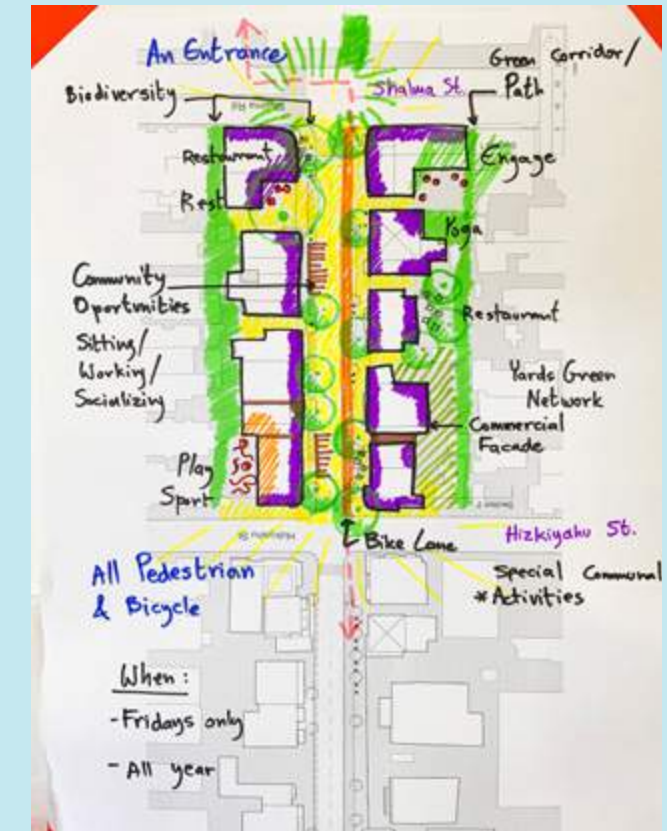 An Entrance
Green Corridor/
Path
Shalma St.
Biodiversity
Restaurant
Engage
Rest
Yoga
Community
Oportunities
Restaurant
Sitting/
Working/
Socializing
Yards Green
Network
Commercial
Facade
Play
Sport
Bike Lane
Hizkiyahu St.
All Pedestrian
& Bicycle
Special Communal
* Activities
When:
- Fridays only
- All year